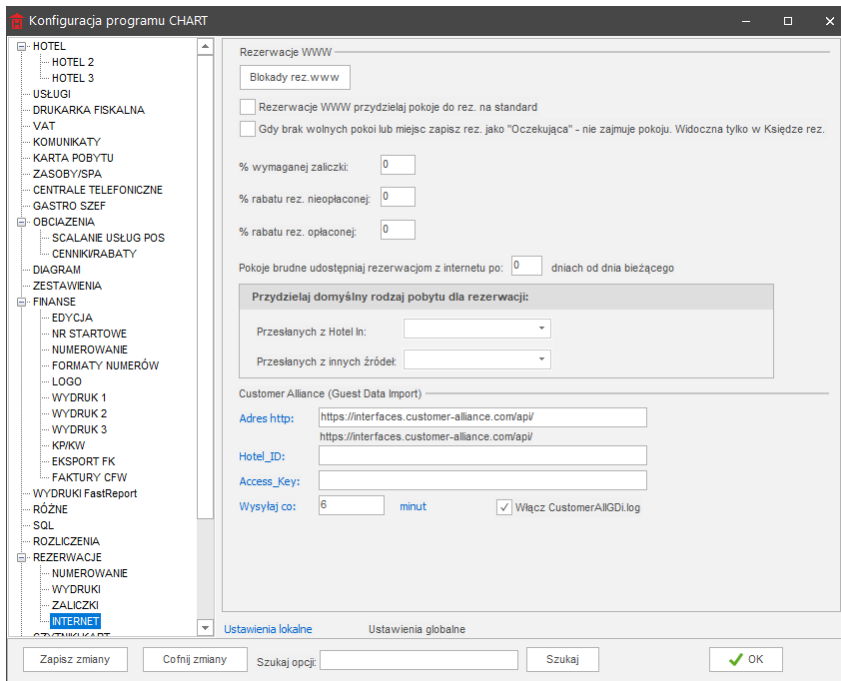 Konfiguracja programu CHART
HOTEL
HOTEL 2
HOTEL 3
USŁUGI
DRUKARKA FISKALNA
VAT
KOMUNIKATY
KARTA POBYTU
ZASOBY/SPA
CENTRALE TELEFONICZNE
GASTRO SZEF
OBCIAZENIA
SCALANIE USŁUG POS
CENNIKI/RABATY
DIAGRAM
ZESTAWIENIA
FINANSE
EDYCJA
NR STARTOWE
NUMEROWANIE
FORMATY NUMERÓW
LOGO
WYDRUK 1
WYDRUK 2
WYDRUK 3
KP/KW
EKSPORT FK
FAKTURY CFW
WYDRUKI FastReport
RÓŻNE
SQL
ROZLICZENIA
REZERWACJE
NUMEROWANIE
WYDRUKI
ZALICZKI
INTERNET
CZYTNIKI KART
Rezerwacje WWW
Blokady rez.www
Rezerwacje WWW przydzielaj pokoje do rez. na standard
Gdy brak wolnych pokoi lub miejsc zapisz rez. jako "Oczekująca" - nie zajmuje pokoju. Widoczna tylko w Księdze rez.
% wymaganej zaliczki: 0
% rabatu rez. nieopłaconej: 0
% rabatu rez. opłaconej: 0
Pokoje brudne udostępniaj rezerwacjom z internetu po: 0 dniach od dnia bieżącego
Przydzielaj domyślny rodzaj pobytu dla rezerwacji:
Przesłanych z Hotel In:
Przesłanych z innych źródeł:
Customer Alliance (Guest Data Import)
Adres http: https://interfaces.customer-alliance.com/api/
https://interfaces.customer-alliance.com/api/
Hotel_ID:
Access_Key:
Wysyłaj co: 6 minut Włącz CustomerAllGDi.log
Ustawienia lokalne Ustawienia globalne
Zapisz zmiany Cofnij zmiany Szukaj opcji: Szukaj OK